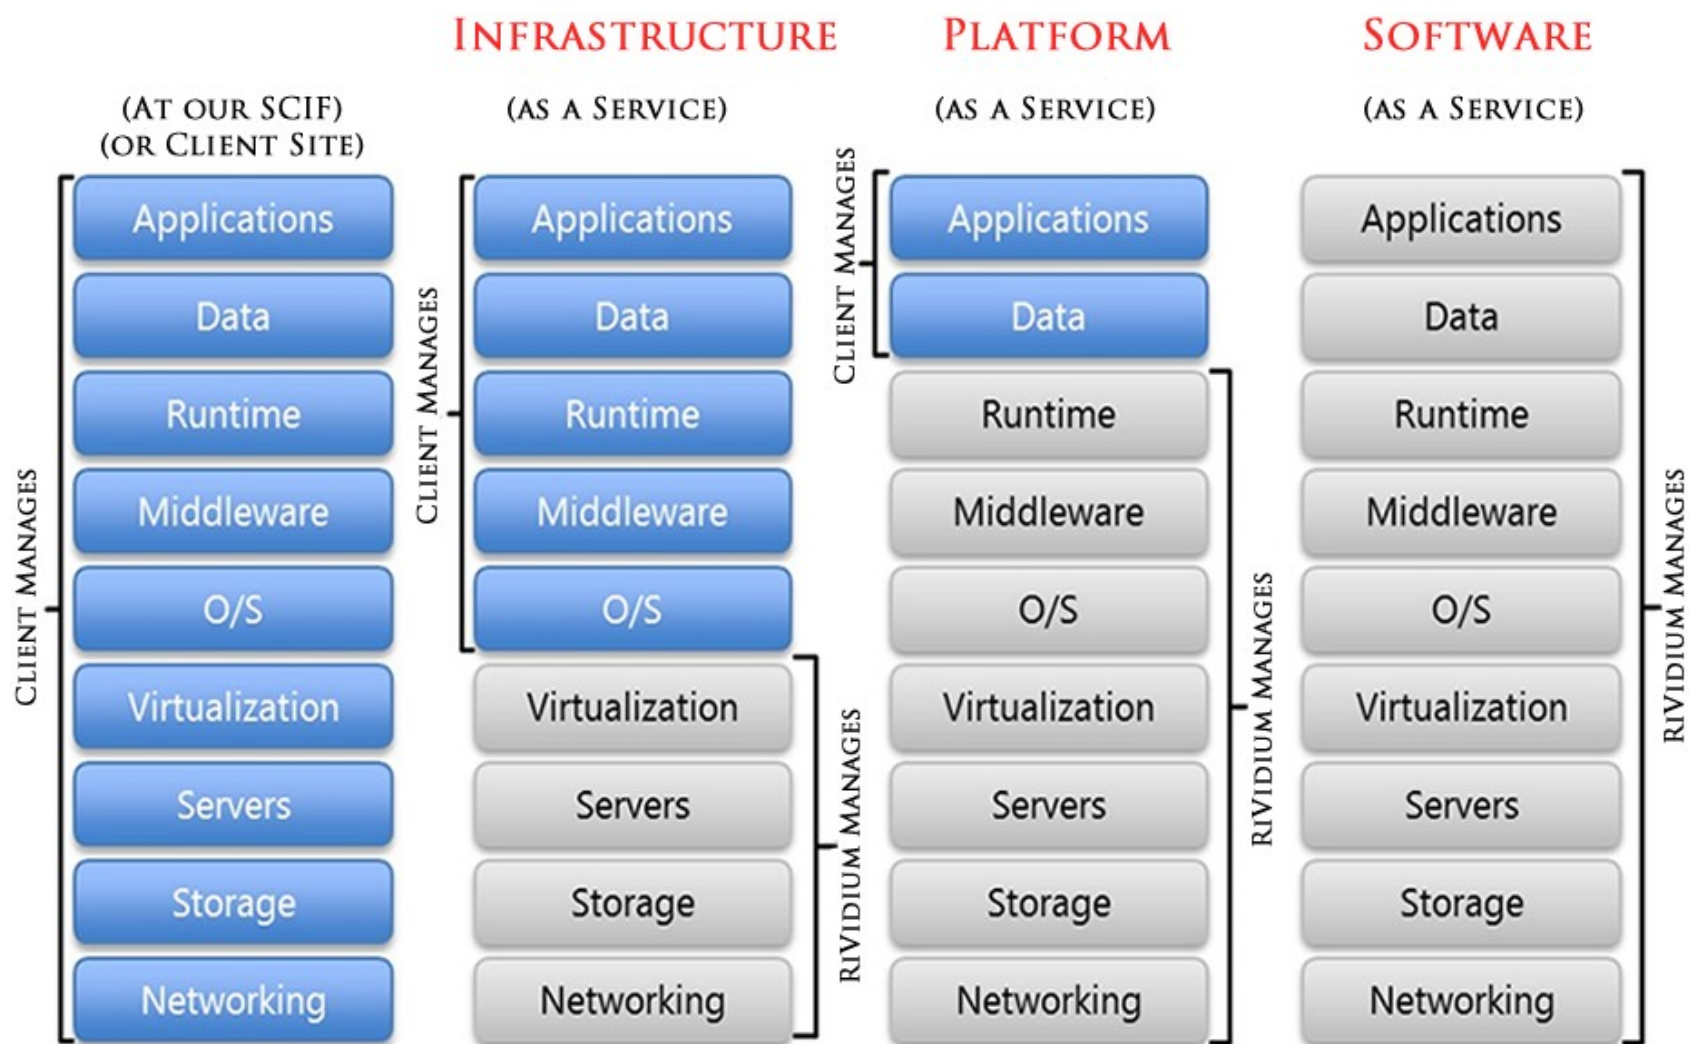 INFRASTRUCTURE
PLATFORM
SOFTWARE
(AT OUR SCIF)
(OR CLIENT SITE)
(AS A SERVICE)
(AS A SERVICE)
(AS A SERVICE)
CLIENT MANAGES
Applications
Data
Runtime
Middleware
O/S
Virtualization
Servers
Storage
Networking
CLIENT MANAGES
Applications
Data
Runtime
Middleware
O/S
Virtualization
Servers
Storage
Networking
RIVIDIUM MANAGES
CLIENT MANAGES
Applications
Data
Runtime
Middleware
O/S
Virtualization
Servers
Storage
Networking
RIVIDIUM MANAGES
Applications
Data
Runtime
Middleware
O/S
Virtualization
Servers
Storage
Networking
RIVIDIUM MANAGES